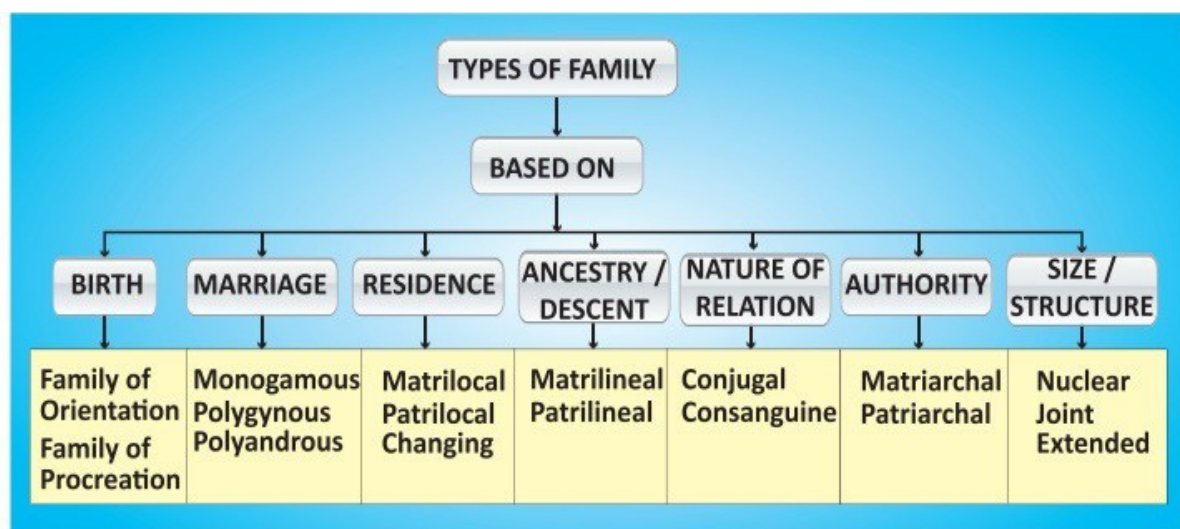 TYPES OF FAMILY
BASED ON
BIRTH
MARRIAGE
RESIDENCE
ANCESTRY /
DESCENT
NATURE OF
RELATION
AUTHORITY
SIZE /
STRUCTURE
Family of
Orientation
Family of
Procreation
Monogamous
Polygynous
Polyandrous
Matrilocal
Patrilocal
Changing
Matrilineal
Patrilineal
Conjugal
Consanguine
Matriarchal
Patriarchal
Nuclear
Joint
Extended